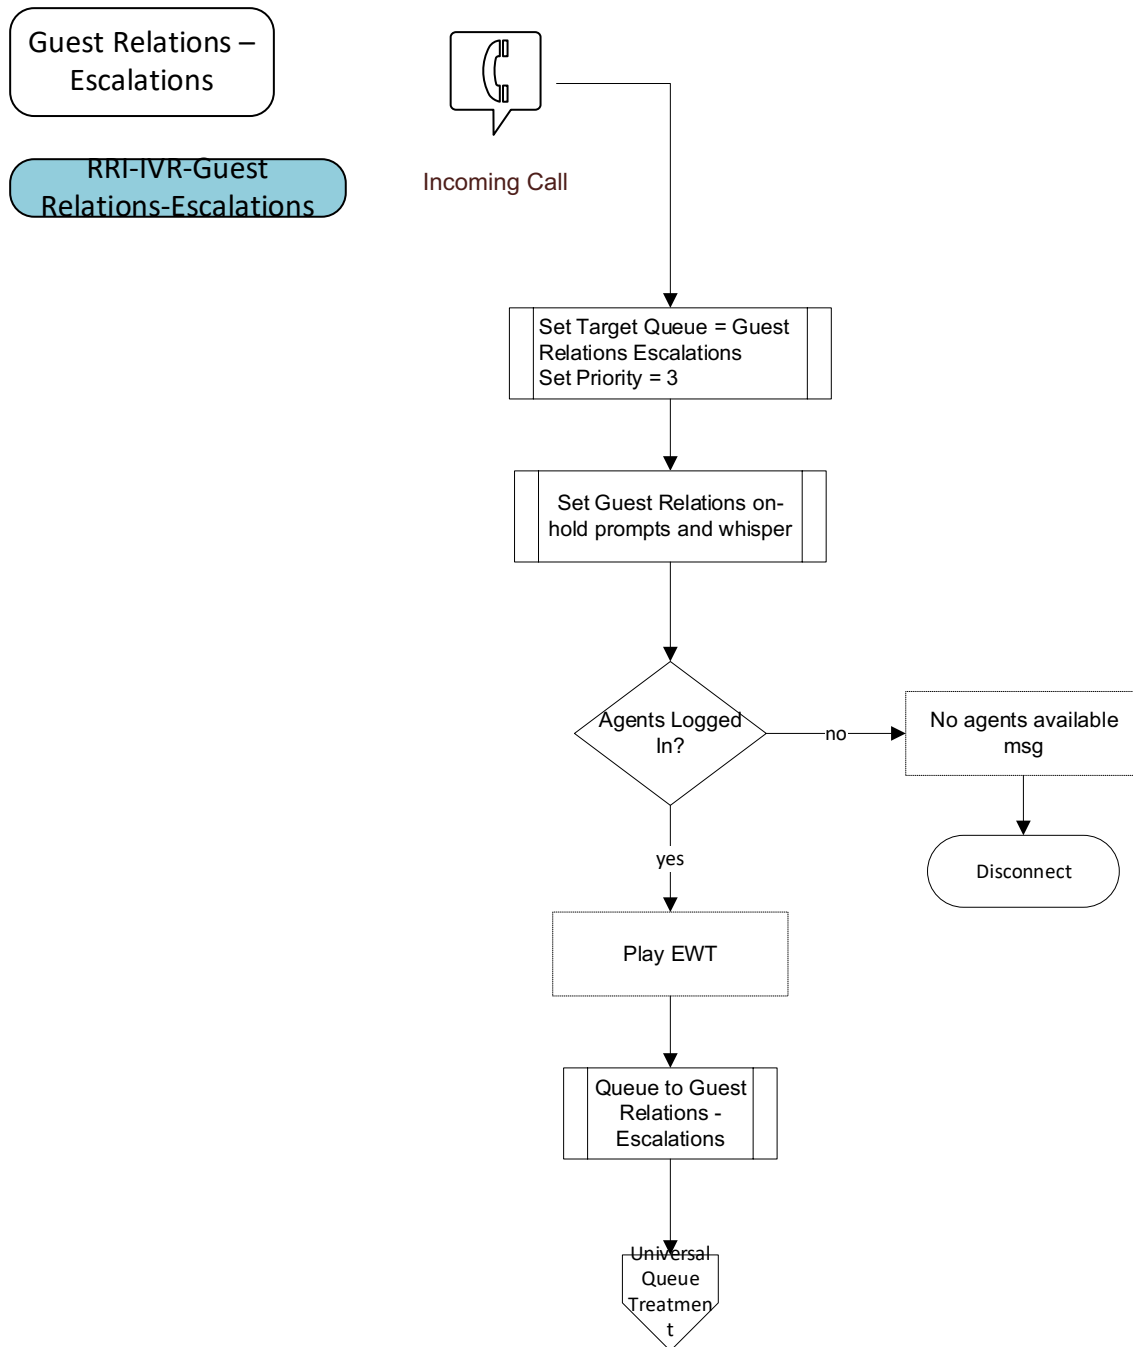 Guest Relations –
Escalations
RRI-IVR-Guest
Relations-Escalations
Incoming Call
Set Target Queue = Guest
Relations Escalations
Set Priority = 3
Set Guest Relations on-
hold prompts and whisper
Agents Logged
In?
no
No agents available
msg
Disconnect
yes
Play EWT
Queue to Guest
Relations -
Escalations
Universal
Queue
Treatmen
t